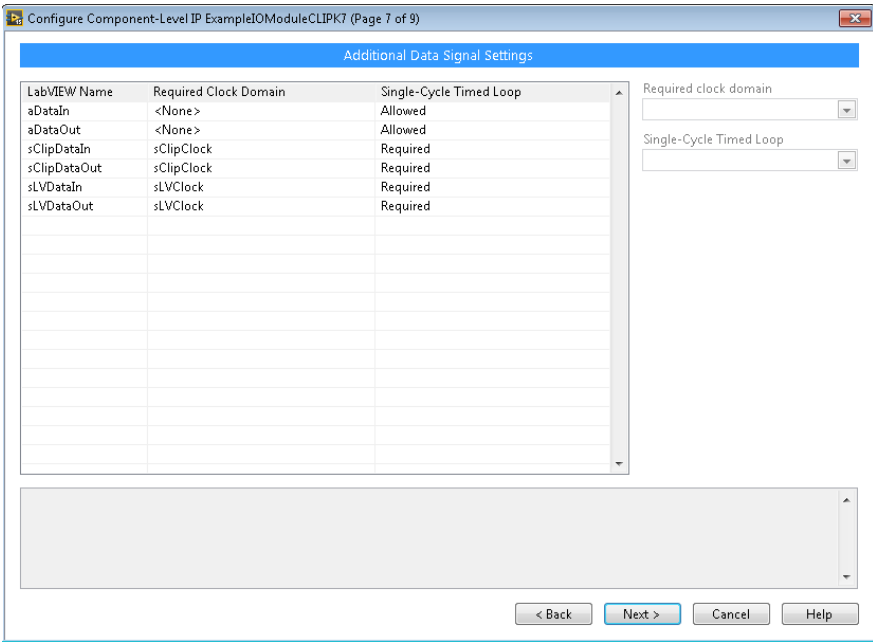 Configure Component-Level IP ExampleIOModuleCLIPK7 (Page 7 of 9)
Additional Data Signal Settings
LabVIEW Name Required Clock Domain Single-Cycle Timed Loop
aDataIn <None> Allowed
aDataOut <None> Allowed
sClipDataIn sClipClock Required
sClipDataOut sClipClock Required
sLVDataIn sLVClock Required
sLVDataOut sLVClock Required
Required clock domain
Single-Cycle Timed Loop
< Back Next > Cancel Help